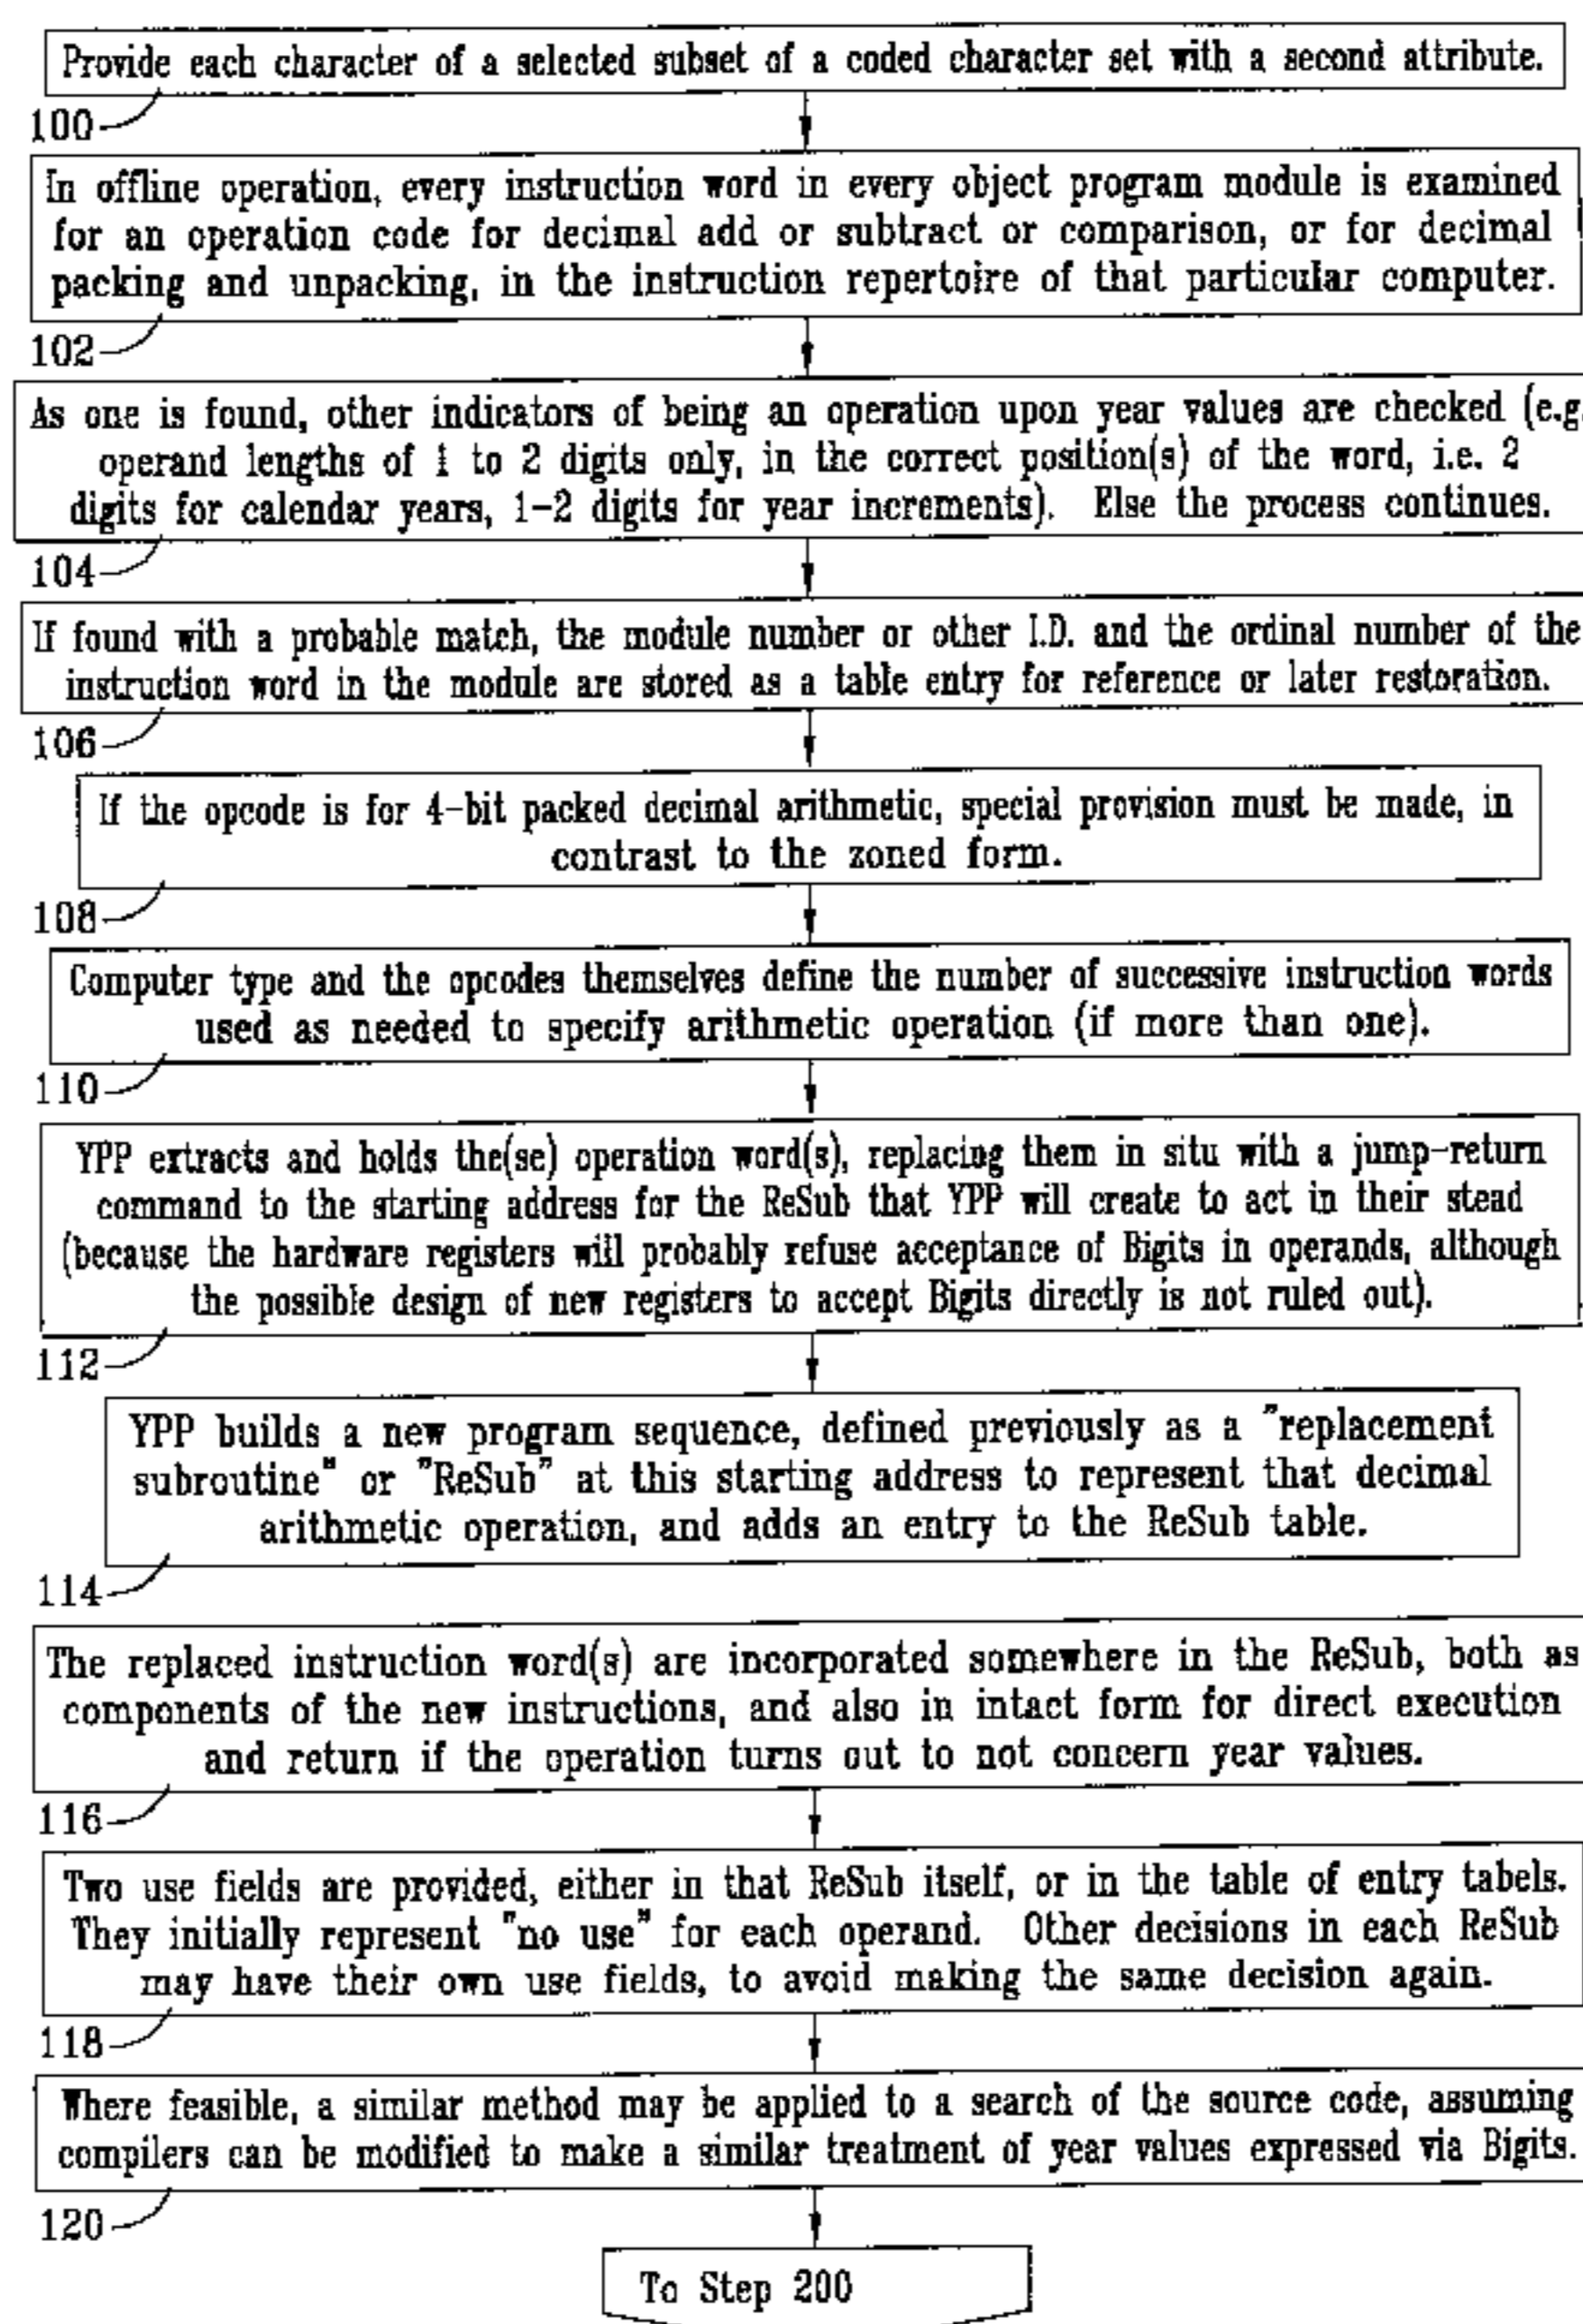 Provide each character of a selected subset of a coded character set with a second attribute.
100
In offline operation, every instruction word in every object program module is examined
for an operation code for decimal add or subtract or comparison, or for decimal
packing and unpacking, in the instruction repertoire of that particular computer.
102
As one is found, other indicators of being an operation upon year values are checked (e.g.
operand lengths of 1 to 2 digits only, in the correct position(s) of the word, i.e. 2
digits for calendar years, 1-2 digits for year increments). Else the process continues.
104
If found with a probable match, the module number or other I.D. and the ordinal number of the
instruction word in the module are stored as a table entry for reference or later restoration.
106
If the opcode is for 4-bit packed decimal arithmetic, special provision must be made, in
contrast to the zoned form.
108
Computer type and the opcodes themselves define the number of successive instruction words
used as needed to specify arithmetic operation (if more than one).
110
YPP extracts and holds the(se) operation word(s), replacing them in situ with a jump-return
command to the starting address for the ReSub that YPP will create to act in their stead
(because the hardware registers will probably refuse acceptance of Bigits in operands, although
the possible design of new registers to accept Bigits directly is not ruled out).
112
YPP builds a new program sequence, defined previously as a "replacement
subroutine" or "ReSub" at this starting address to represent that decimal
arithmetic operation, and adds an entry to the ReSub table.
114
The replaced instruction word(s) are incorporated somewhere in the ReSub, both as
components of the new instructions, and also in intact form for direct execution
and return if the operation turns out to not concern year values.
116
Two use fields are provided, either in that ReSub itself, or in the table of entry tabels.
They initially represent "no use" for each operand. Other decisions in each ReSub
may have their own use fields, to avoid making the same decision again.
118
Where feasible, a similar method may be applied to a search of the source code, assuming
compilers can be modified to make a similar treatment of year values expressed via Bigits.
120
To Step 200